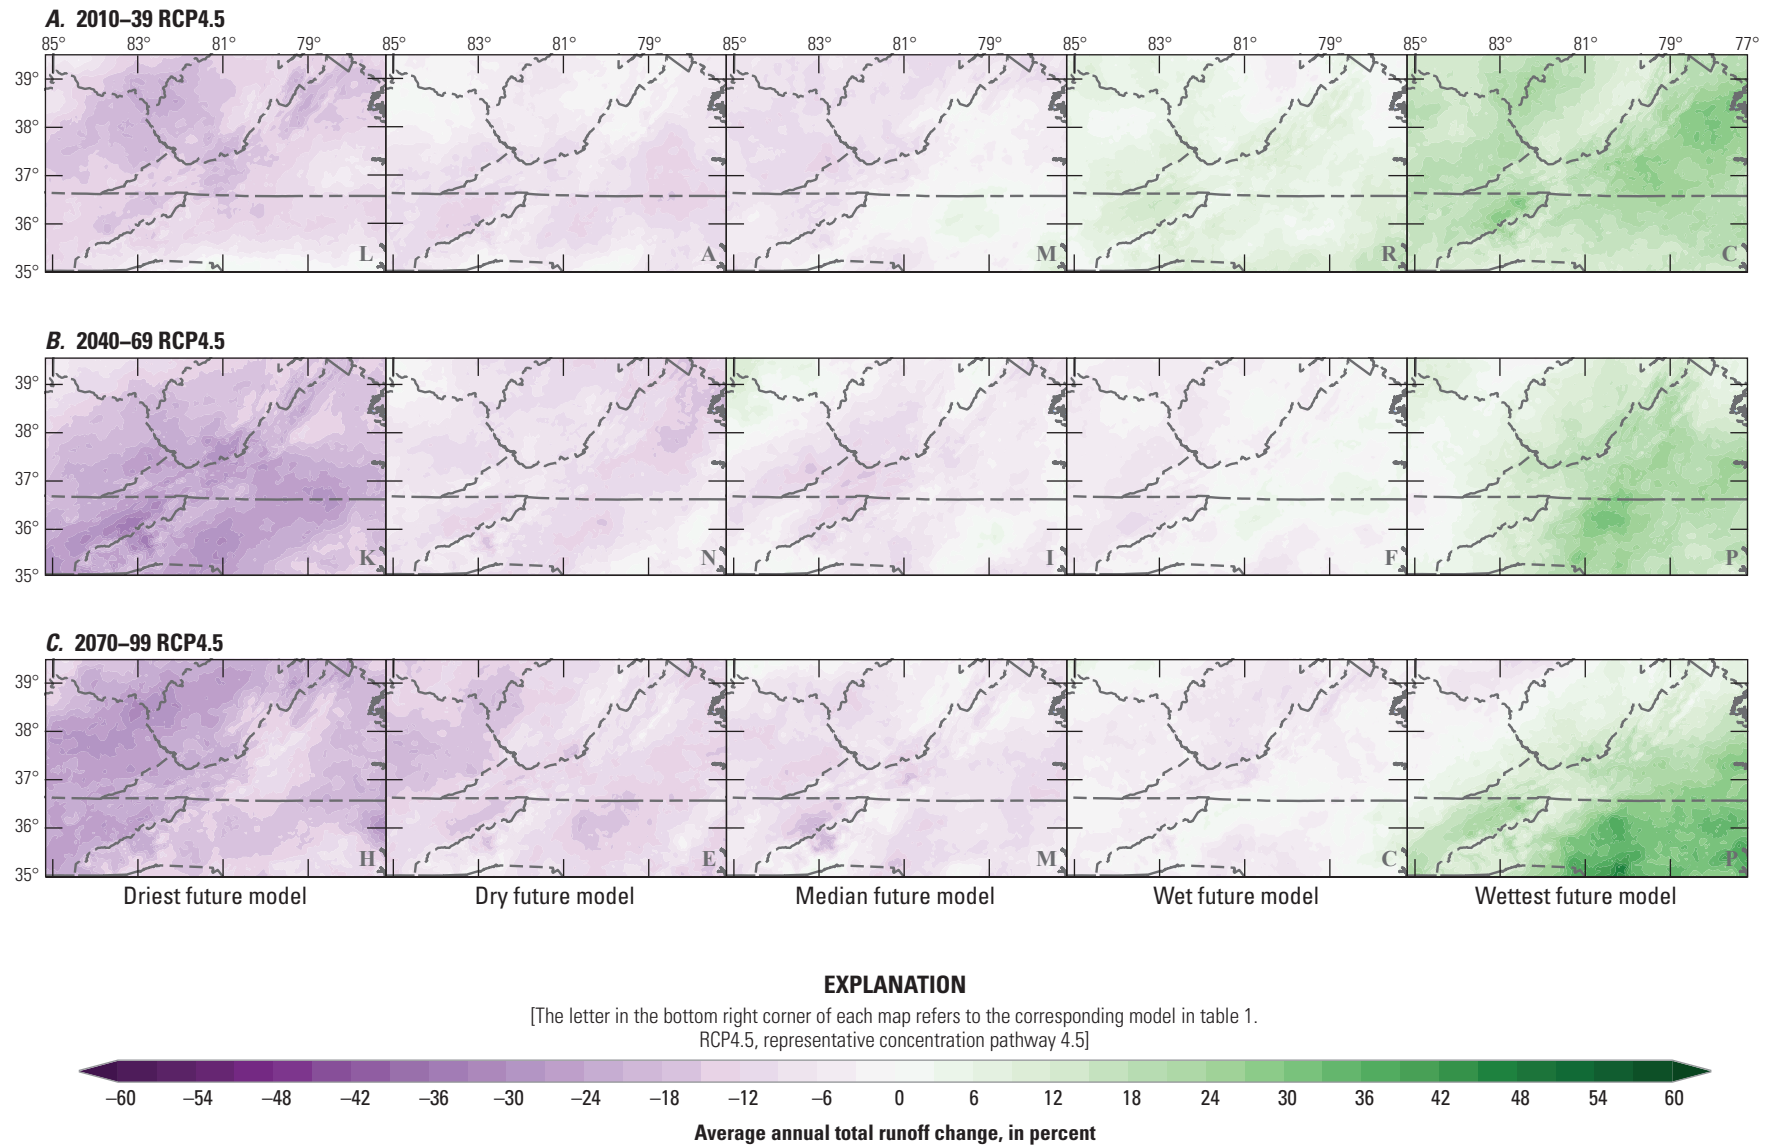 A. 2010–39 RCP4.5
85° 83° 81° 79° 85° 83° 81° 79° 85° 83° 81° 79° 85° 83° 81° 79° 85° 83° 81° 79° 77°
39°
38°
37°
36°
35°
L A M R C
B. 2040–69 RCP4.5
39°
38°
37°
36°
35°
K N I F P
C. 2070–99 RCP4.5
39°
38°
37°
36°
35°
H E M C P
Driest future model Dry future model Median future model Wet future model Wettest future model
EXPLANATION
[The letter in the bottom right corner of each map refers to the corresponding model in table 1.
RCP4.5, representative concentration pathway 4.5]
–60 –54 –48 –42 –36 –30 –24 –18 –12 –6 0 6 12 18 24 30 36 42 48 54 60
Average annual total runoff change, in percent